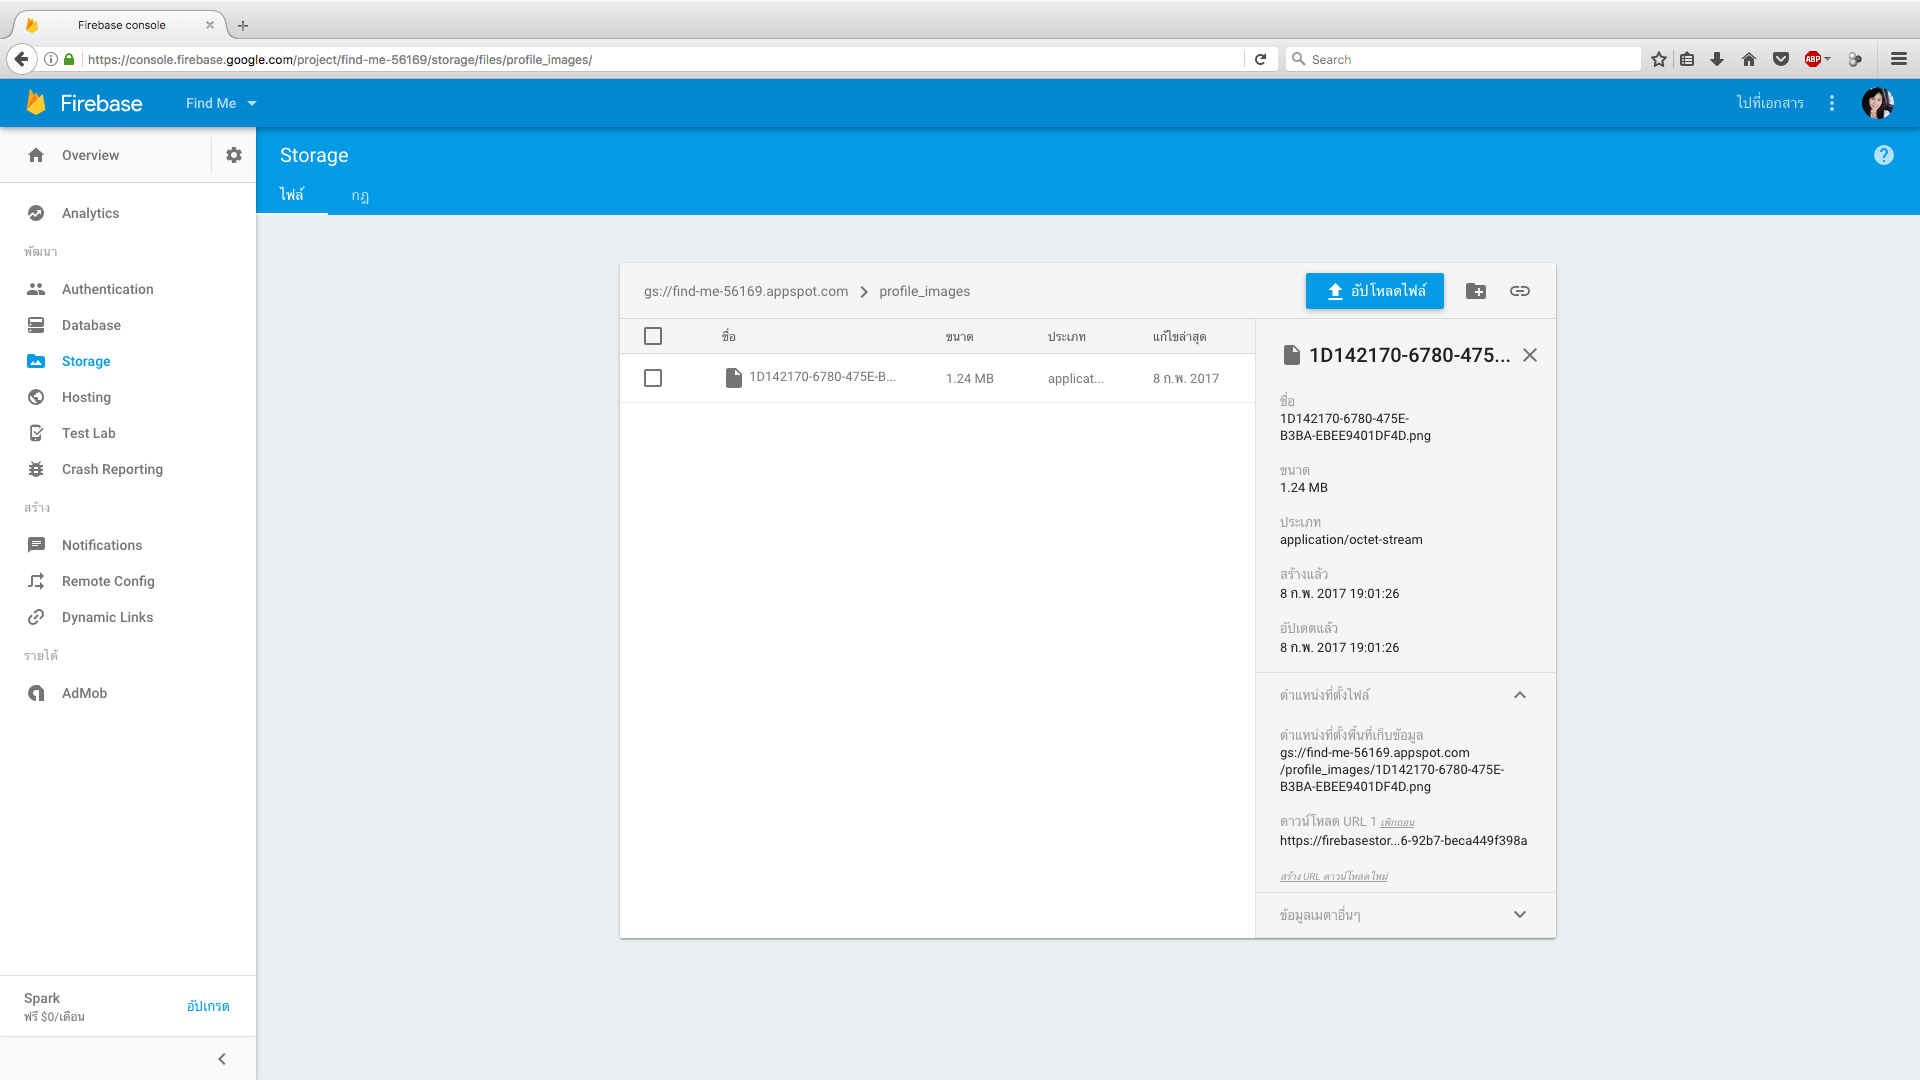 Firebase console
https://console.firebase.google.com/project/find-me-56169/storage/files/profile_images/
Search
ABP
Firebase
Find Me
ไปที่เอกสาร
Overview
Storage
ไฟล์
กฎ
Analytics
พัฒนา
Authentication
Database
Storage
Hosting
Test Lab
Crash Reporting
สร้าง
Notifications
Remote Config
Dynamic Links
รายได้
AdMob
Spark
ฟรี $0/เดือน
อัปเกรด
gs://find-me-56169.appspot.com
profile_images
อัปโหลดไฟล์
ชื่อ
ขนาด
ประเภท
แก้ไขล่าสุด
1D142170-6780-475E-B...
1.24 MB
applicat...
8 ก.พ. 2017
1D142170-6780-475...
ชื่อ
1D142170-6780-475E-
B3BA-EBEE9401DF4D.png
ขนาด
1.24 MB
ประเภท
application/octet-stream
สร้างแล้ว
8 ก.พ. 2017 19:01:26
อัปเดตแล้ว
8 ก.พ. 2017 19:01:26
ตำแหน่งที่ตั้งไฟล์
ตำแหน่งที่ตั้งพื้นที่เก็บข้อมูล
gs://find-me-56169.appspot.com
/profile_images/1D142170-6780-475E-
B3BA-EBEE9401DF4D.png
ดาวน์โหลด URL 1 เพิกถอน
https://firebasestor...6-92b7-beca449f398a
สร้าง URL ดาวน์โหลดใหม่
ข้อมูลเมตาอื่นๆ